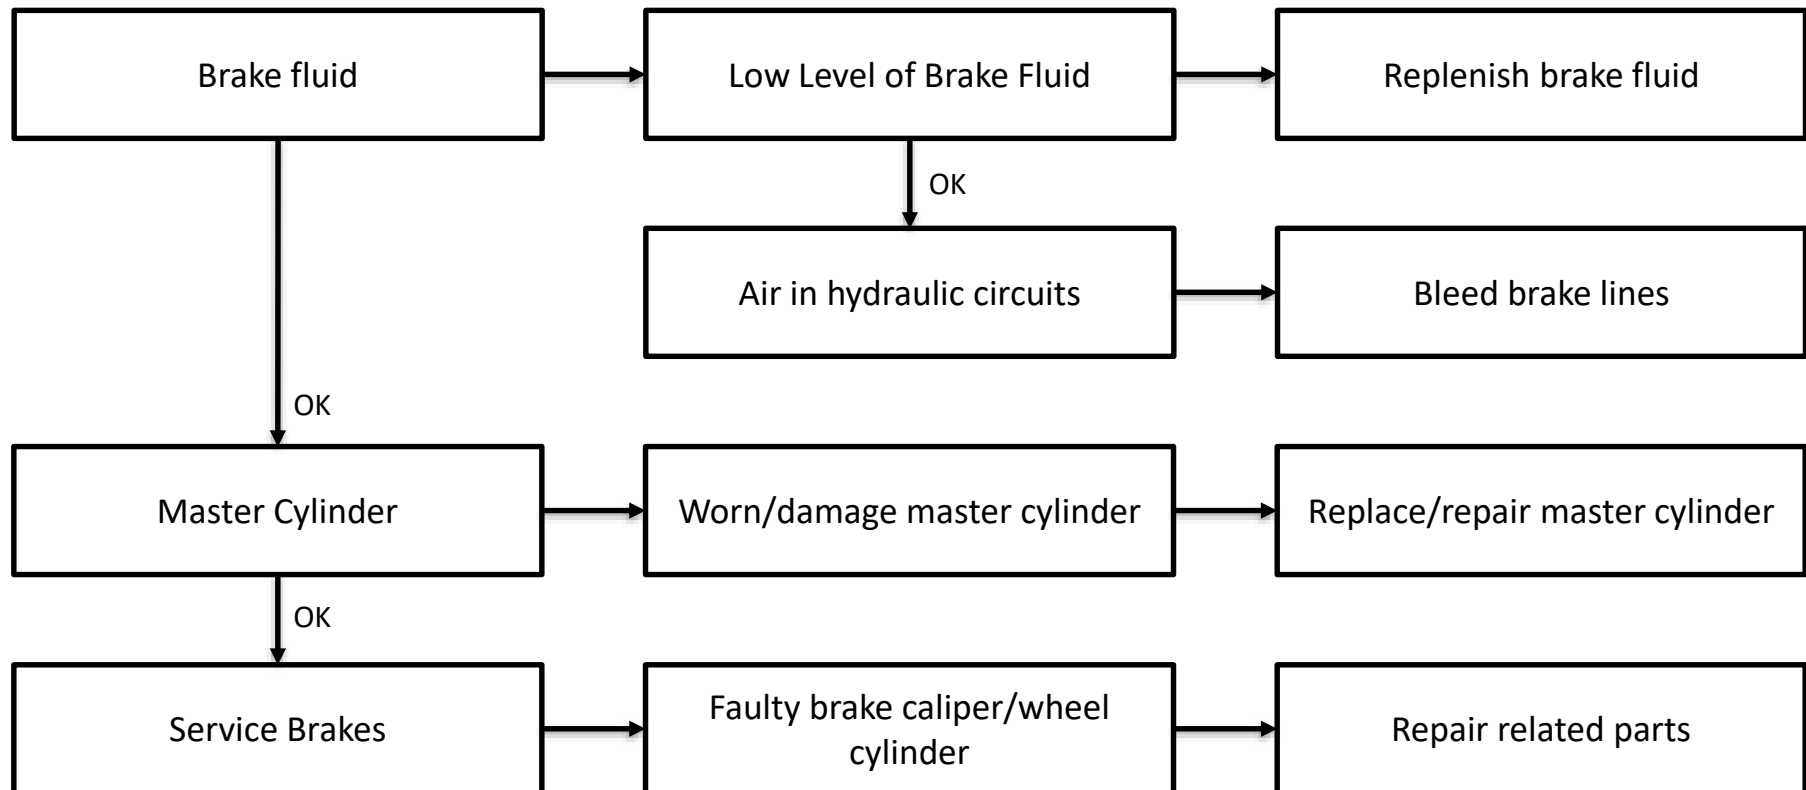 Brake fluid
Low Level of Brake Fluid
Replenish brake fluid
OK
Air in hydraulic circuits
Bleed brake lines
OK
Master Cylinder
Worn/damage master cylinder
Replace/repair master cylinder
OK
Service Brakes
Faulty brake caliper/wheel
cylinder
Repair related parts